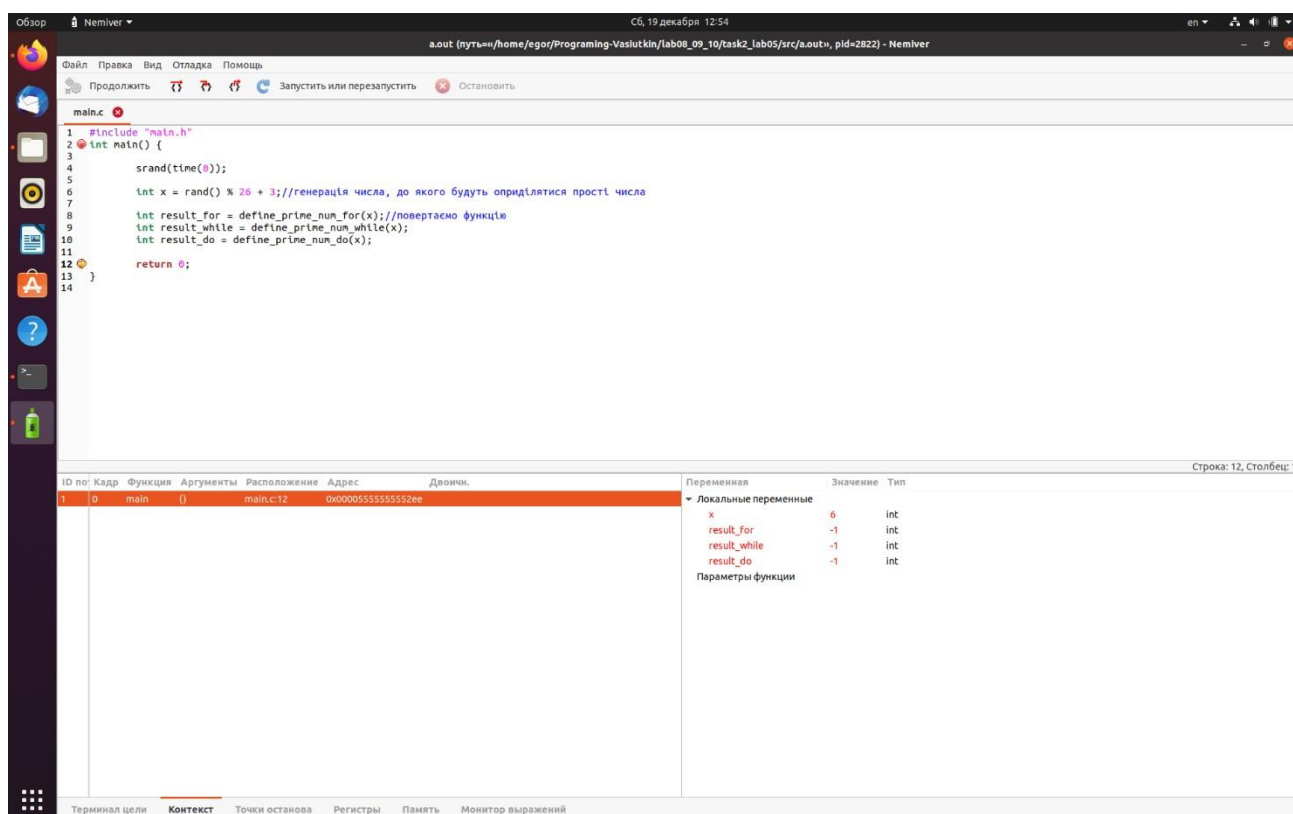 Обзор Nemiver Сб, 19 декабря 12:54 en
a.out (путь=«/home/egor/Programing-Vasiutkin/lab08_09_10/task2_lab05/src/a.out», pid=2822) - Nemiver
Файл Правка Вид Отладка Помощь
Продолжить Запустить или перезапустить Остановить
main.c
1 #include "main.h"
2 int main() {
3
4 srand(time(0));
5
6 int x = rand() % 26 + 3;//генерація числа, до якого будуть оприділятися прості числа
7
8 int result_for = define_prime_num_for(x);//повертаємо функцію
9 int result_while = define_prime_num_while(x);
10 int result_do = define_prime_num_do(x);
11
12 return 0;
13 }
14
Строка: 12, Столбец:
ID по Кадр Функция Аргументы Расположение Адрес Двоичн. Переменная Значение Тип
1 0 main () main.c:12 0x00005555555552ee Локальные переменные
x 6 int
result_for -1 int
result_while -1 int
result_do -1 int
Параметры функции
Терминал цели Контекст Точки останова Регистры Память Монитор выражений